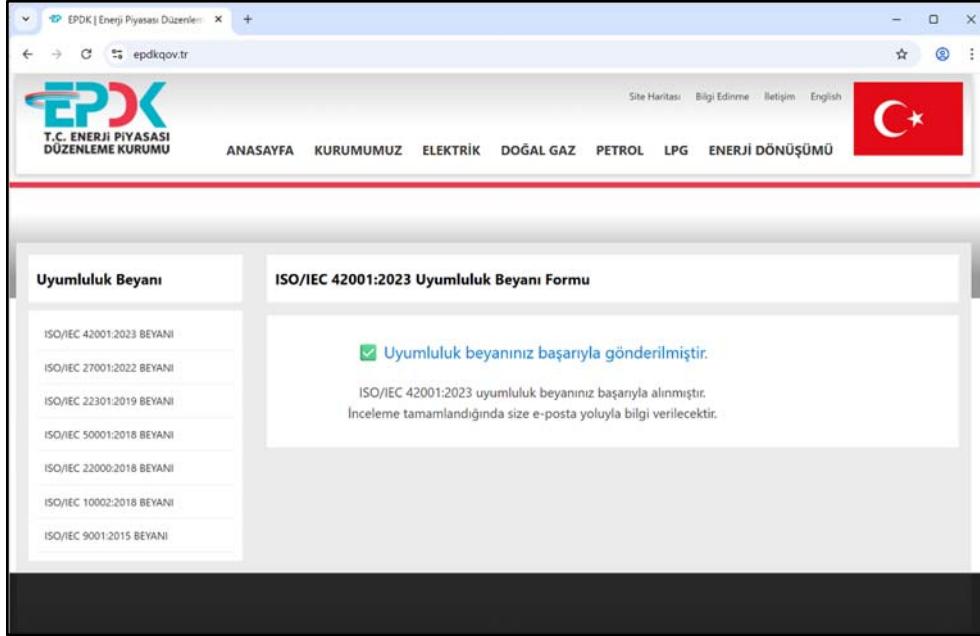 EPDK | Enerji Piyasası Düzenlem
epdkqov.tr
EPDK
T.C. ENERJİ PİYASASI
DÜZENLEME KURUMU
Site Haritası Bilgi Edinme İletişim English
ANASAYFA KURUMUMUZ ELEKTRİK DOĞAL GAZ PETROL LPG ENERJİ DÖNÜŞÜMÜ
Uyumluluk Beyanı
ISO/IEC 42001:2023 BEYANI
ISO/IEC 27001:2022 BEYANI
ISO/IEC 22301:2019 BEYANI
ISO/IEC 50001:2018 BEYANI
ISO/IEC 22000:2018 BEYANI
ISO/IEC 10002:2018 BEYANI
ISO/IEC 9001:2015 BEYANI
ISO/IEC 42001:2023 Uyumluluk Beyanı Formu
✅ Uyumluluk beyanınız başarıyla gönderilmiştir.
ISO/IEC 42001:2023 uyumluluk beyanınız başarıyla alınmıştır.
İnceleme tamamlandığında size e-posta yoluyla bilgi verilecektir.